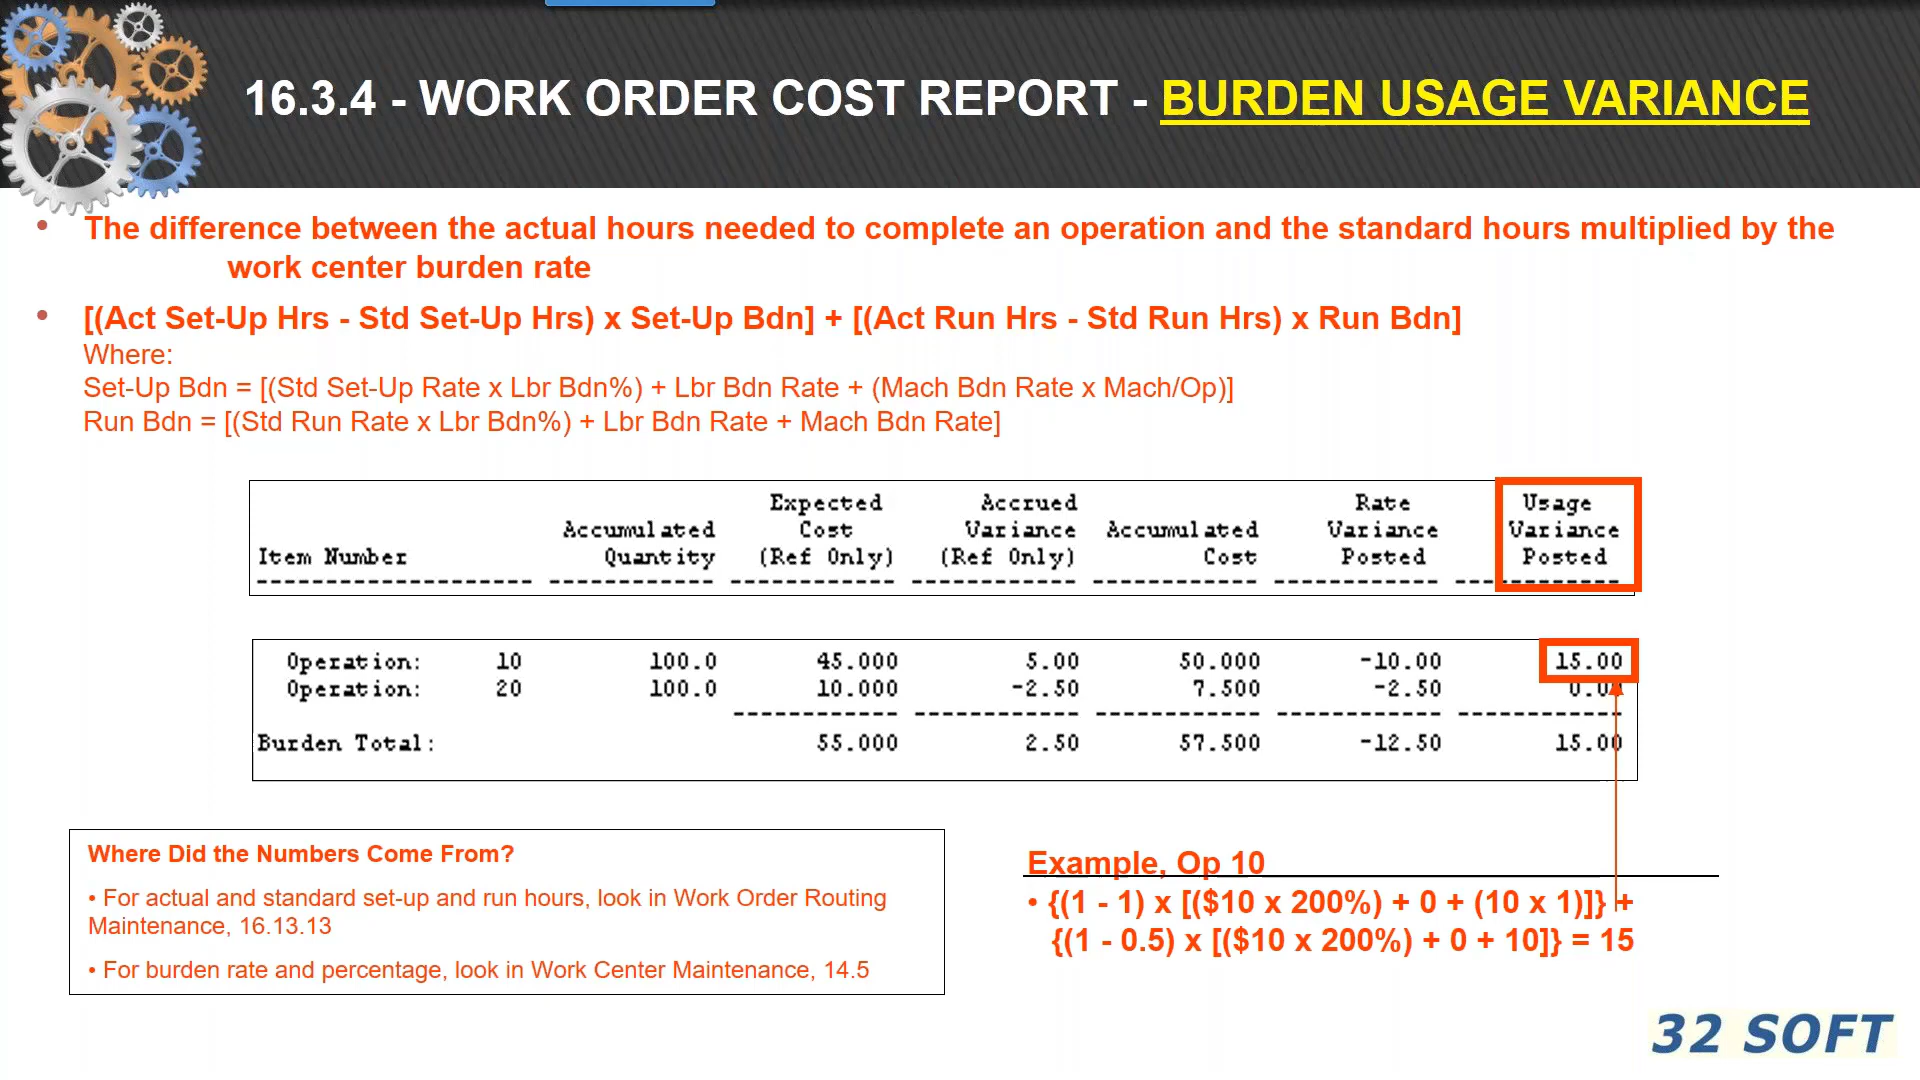 16.3.4 - WORK ORDER COST REPORT - BURDEN USAGE VARIANCE
• The difference between the actual hours needed to complete an operation and the standard hours multiplied by the
work center burden rate
• [(Act Set-Up Hrs - Std Set-Up Hrs) x Set-Up Bdn] + [(Act Run Hrs - Std Run Hrs) x Run Bdn]
Where:
Set-Up Bdn = [(Std Set-Up Rate x Lbr Bdn%) + Lbr Bdn Rate + (Mach Bdn Rate x Mach/Op)]
Run Bdn = [(Std Run Rate x Lbr Bdn%) + Lbr Bdn Rate + Mach Bdn Rate]
Expected Accrued Rate Usage
Accumulated Cost Variance Accumulated Variance Variance
Item Number Quantity (Ref Only) (Ref Only) Cost Posted Posted
Operation: 10 100.0 45.000 5.00 50.000 -10.00 15.00
Operation: 20 100.0 10.000 -2.50 7.500 -2.50 0.00
Burden Total: 55.000 2.50 57.500 -12.50 15.00
Where Did the Numbers Come From?
• For actual and standard set-up and run hours, look in Work Order Routing
Maintenance, 16.13.13
• For burden rate and percentage, look in Work Center Maintenance, 14.5
Example, Op 10
• {(1 - 1) x [($10 x 200%) + 0 + (10 x 1)]} +
{(1 - 0.5) x [($10 x 200%) + 0 + 10]} = 15
32 SOFT